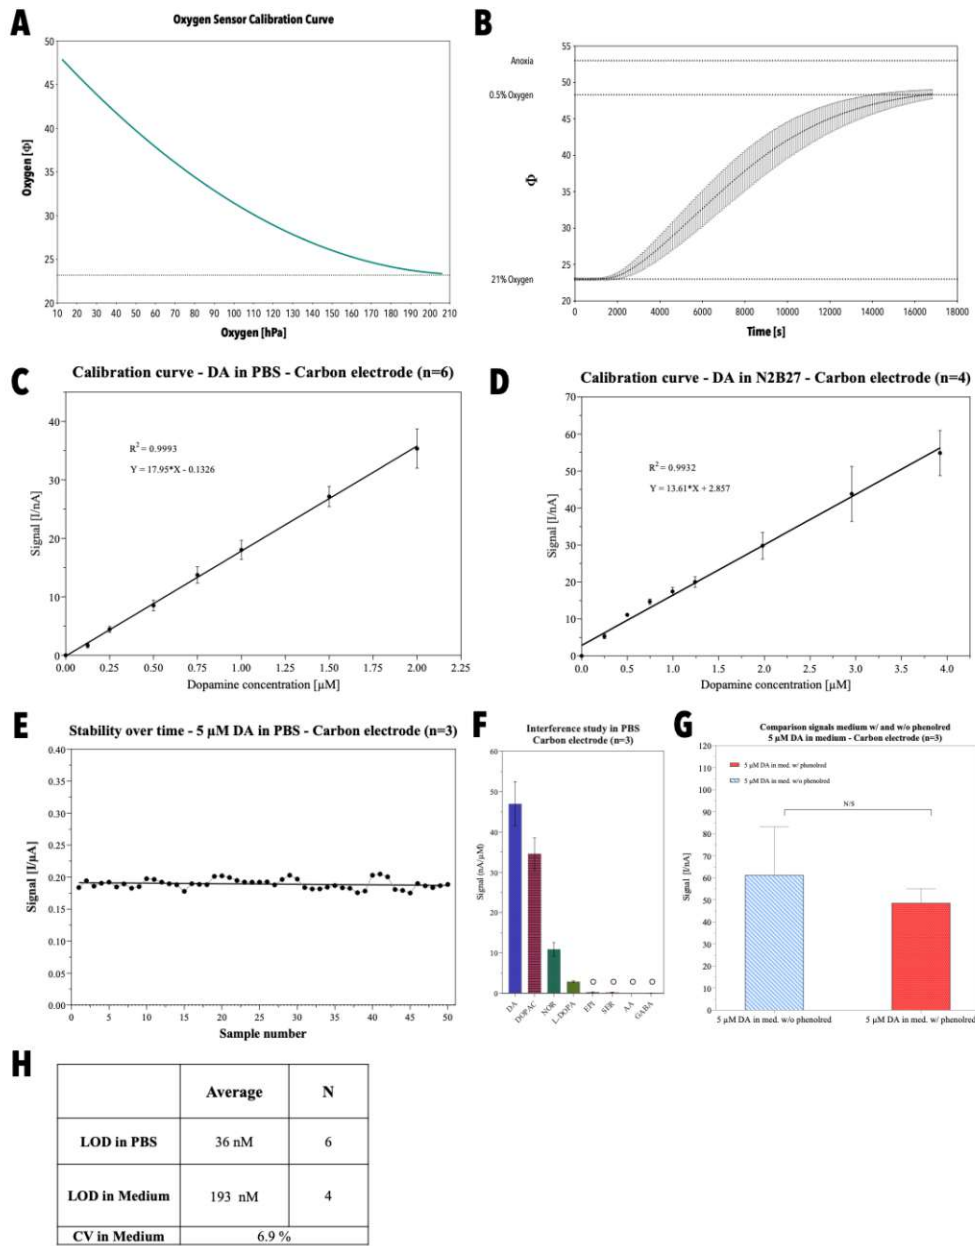 A
Oxygen Sensor Calibration Curve
Oxygen [Φ]
50
45
40
35
30
25
20
10 20 30 40 50 60 70 80 90 100 110 120 130 140 150 160 170 180 190 200 210
Oxygen [hPa]
B
Φ
55
Anoxia
50
0.5% Oxygen
45
40
35
30
25
21% Oxygen
20
0 2000 4000 6000 8000 10000 12000 14000 16000 18000
Time [s]
C
Calibration curve - DA in PBS - Carbon electrode (n=6)
Signal [I/nA]
40
30
20
10
0
R2 = 0.9993
Y = 17.95*X - 0.1326
0.00 0.25 0.50 0.75 1.00 1.25 1.50 1.75 2.00 2.25
Dopamine concentration [µM]
D
Calibration curve - DA in N2B27 - Carbon electrode (n=4)
Signal [I/nA]
70
60
50
40
30
20
10
0
R2 = 0.9932
Y = 13.61*X + 2.857
0.0 0.5 1.0 1.5 2.0 2.5 3.0 3.5 4.0
Dopamine concentration [µM]
E
Stability over time - 5 µM DA in PBS - Carbon electrode (n=3)
Signal [I/µA]
0.40
0.35
0.30
0.25
0.20
0.15
0.10
0.05
0.00
0 5 10 15 20 25 30 35 40 45 50
Sample number
F
Interference study in PBS
Carbon electrode (n=3)
Signal (nA/µM)
60
50
40
30
20
10
0
DA DOPAC NOR L-DOPA EPI SER AA GABA
G
Comparison signals medium w/ and w/o phenolred
5 µM DA in medium - Carbon electrode (n=3)
Signal [I/nA]
120
110
100
90
80
70
60
50
40
30
20
10
0
5 µM DA in med. w/ phenolred
5 µM DA in med. w/o phenolred
N/S
5 µM DA in med. w/o phenolred 5 µM DA in med. w/ phenolred
H
Average N
LOD in PBS 36 nM 6
LOD in Medium 193 nM 4
CV in Medium 6.9 %